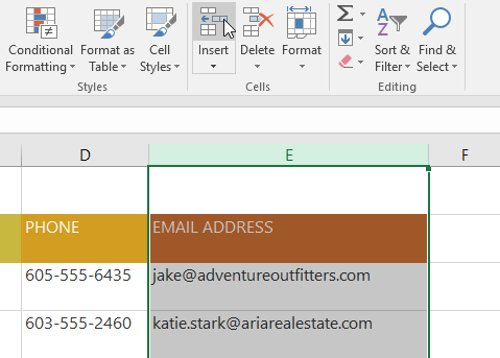 Conditional Formatting
Format as Table
Cell Styles
Insert
Delete
Format
Sort & Filter
Find & Select
Styles
Cells
Editing
D
E
F
PHONE
EMAIL ADDRESS
605-555-6435
jake@adventureoutfitters.com
603-555-2460
katie.stark@ariarealestate.com